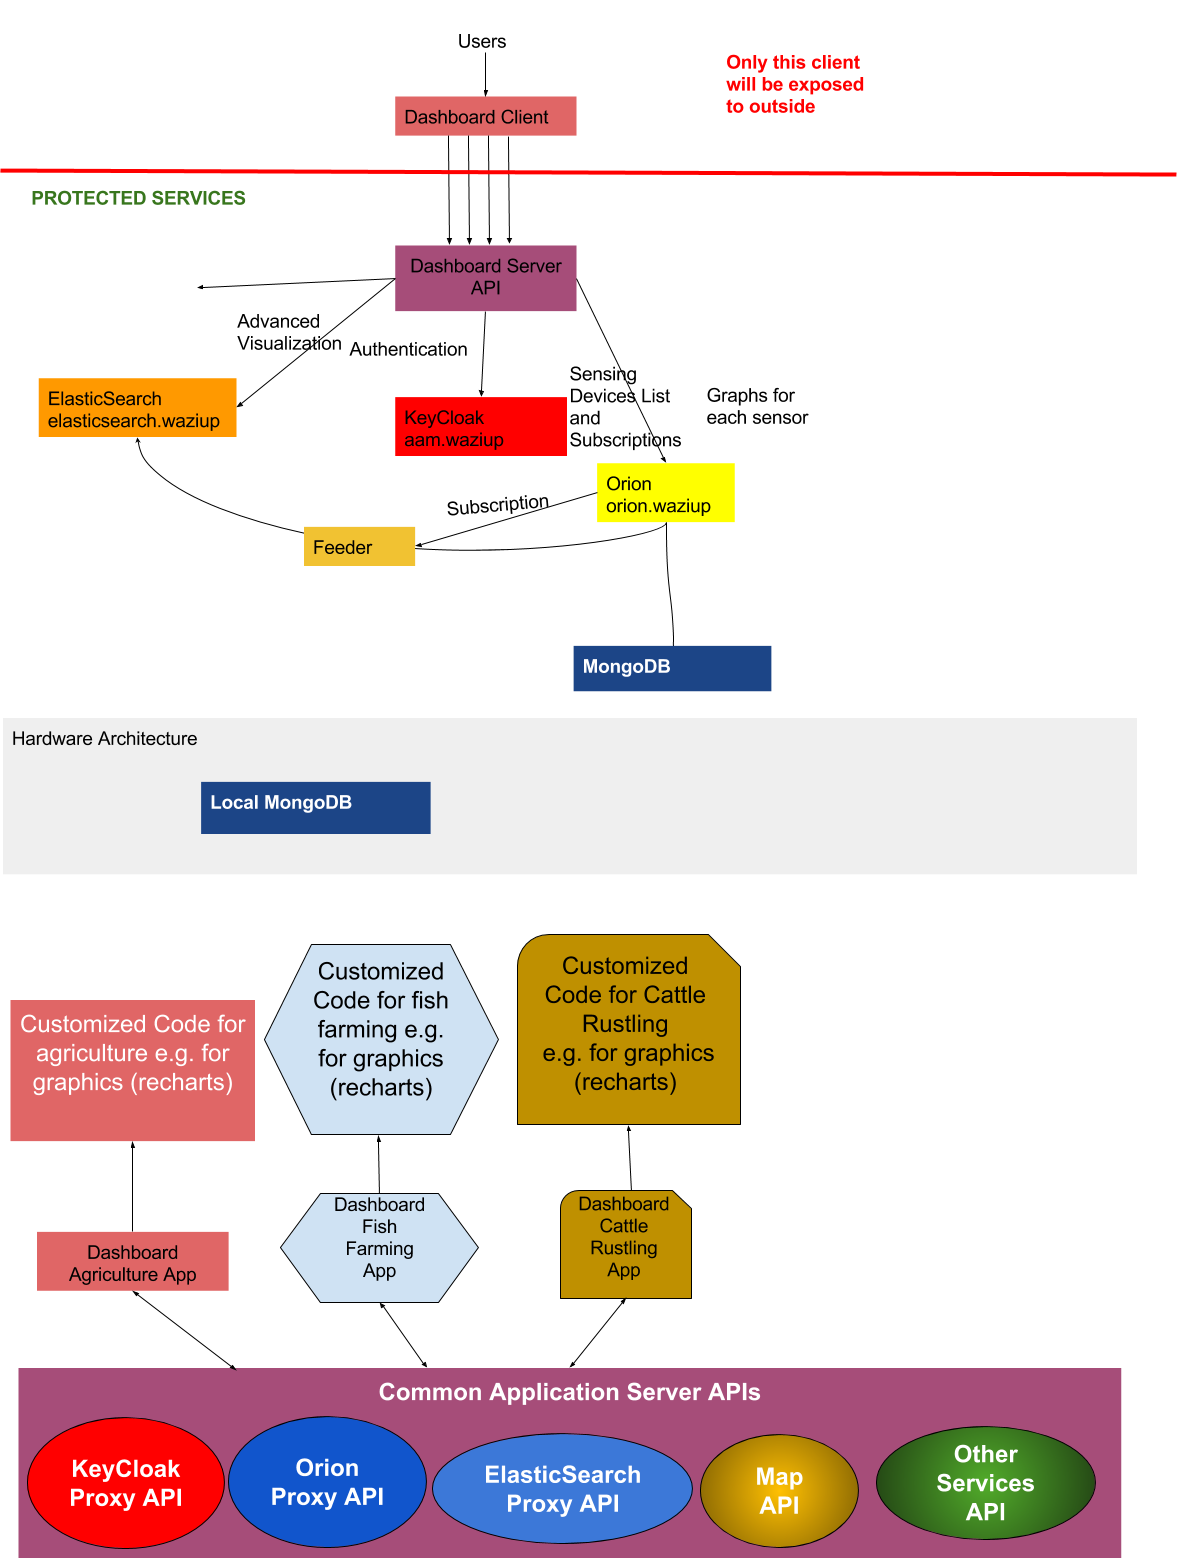 Users
Only this client
will be exposed
to outside
Dashboard Client
PROTECTED SERVICES
Dashboard Server
API
Advanced
Visualization
Authentication
Sensing
Devices List
and
Subscriptions
Graphs for
each sensor
ElasticSearch
elasticsearch.waziup
KeyCloak
aam.waziup
Orion
orion.waziup
Subscription
Feeder
MongoDB
Hardware Architecture
Local MongoDB
Customized Code for
agriculture e.g. for
graphics (recharts)
Customized
Code for fish
farming e.g.
for graphics
(recharts)
Customized
Code for Cattle
Rustling
e.g. for graphics
(recharts)
Dashboard
Agriculture App
Dashboard
Fish
Farming
App
Dashboard
Cattle
Rustling
App
Common Application Server APIs
KeyCloak
Proxy API
Orion
Proxy API
ElasticSearch
Proxy API
Map
API
Other
Services
API